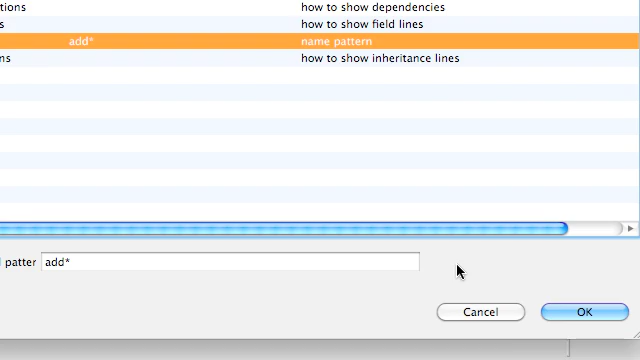 tions how to show dependencies
s how to show field lines
add* name pattern
ns how to show inheritance lines
patter add*
Cancel OK